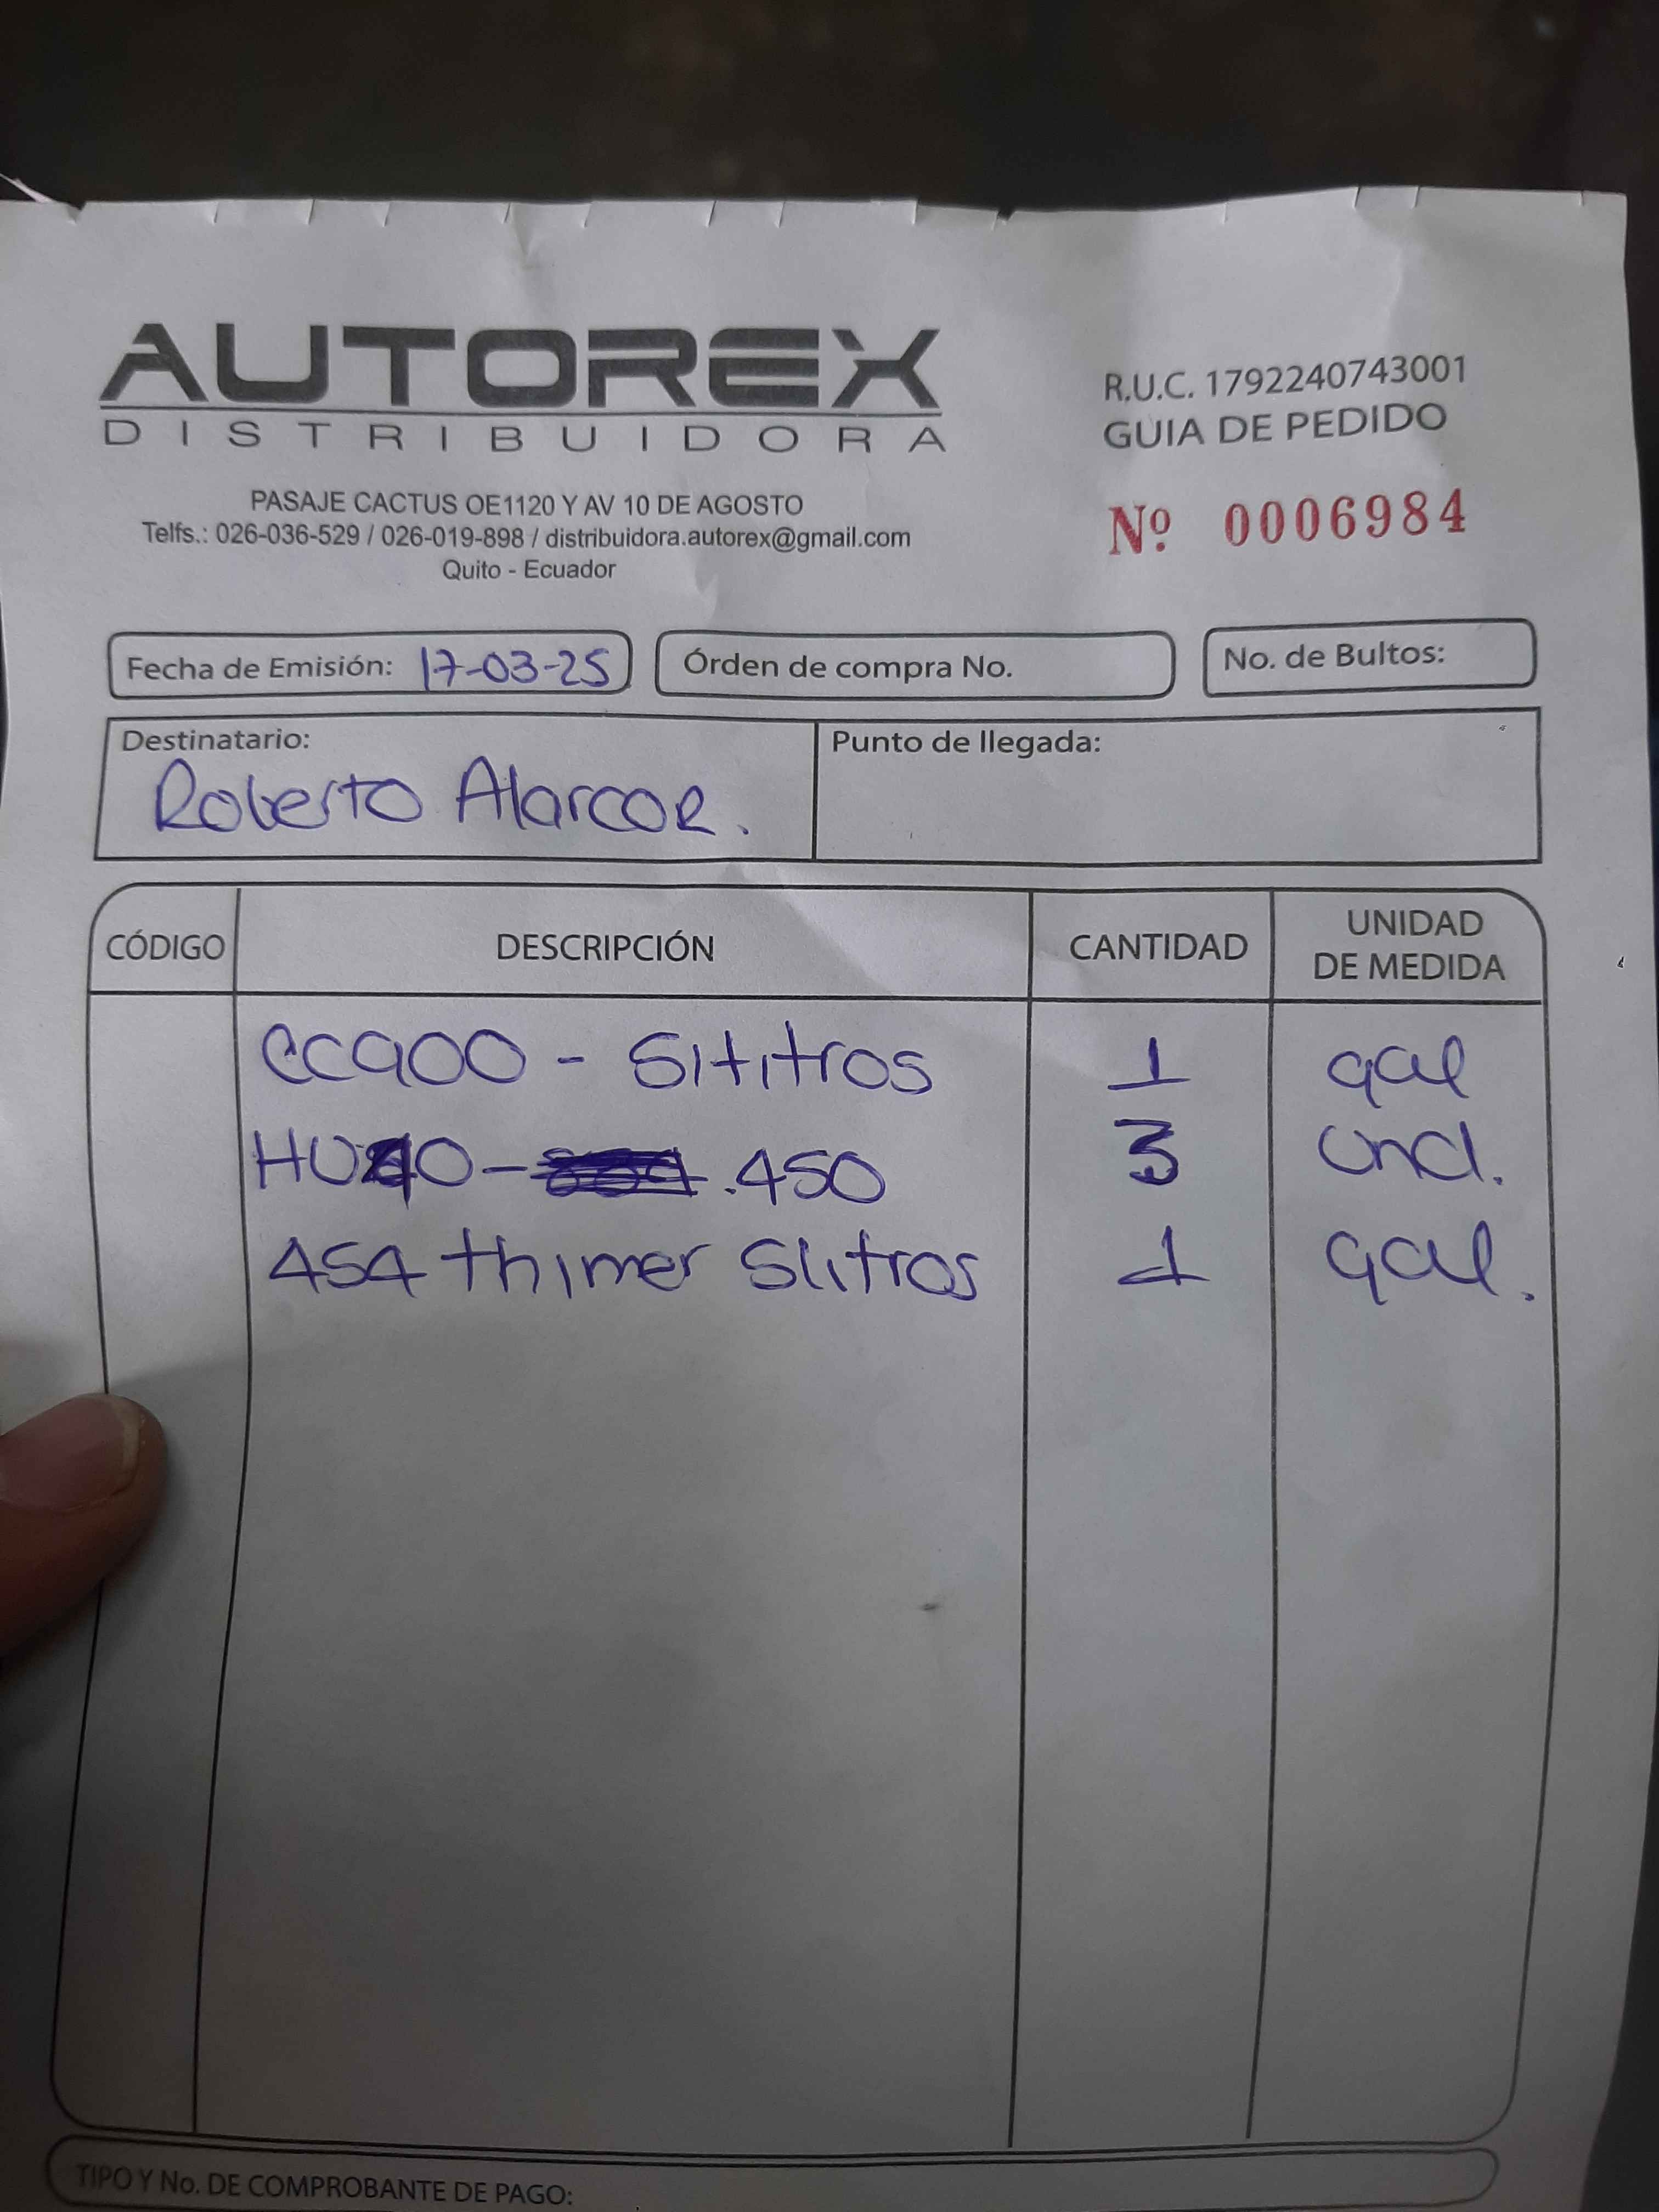 AUTOREX
DISTRIBUIDORA
PASAJE CACTUS OE1120 Y AV 10 DE AGOSTO
Telfs.: 026-036-529 / 026-019-898 / distribuidora.autorex@gmail.com
Quito - Ecuador
R.U.C. 1792240743001
GUIA DE PEDIDO
Nº 0006984
Fecha de Emisión: 17-03-25
Órden de compra No.
No. de Bultos:
Destinatario:
Roberto Alarcon.
Punto de llegada:
CÓDIGO DESCRIPCIÓN CANTIDAD UNIDAD DE MEDIDA
CC900 - 5 litros 1 gal
- .450 3 Und.
454 thimer 5litros 1 gal.
TIPO Y No. DE COMPROBANTE DE PAGO: